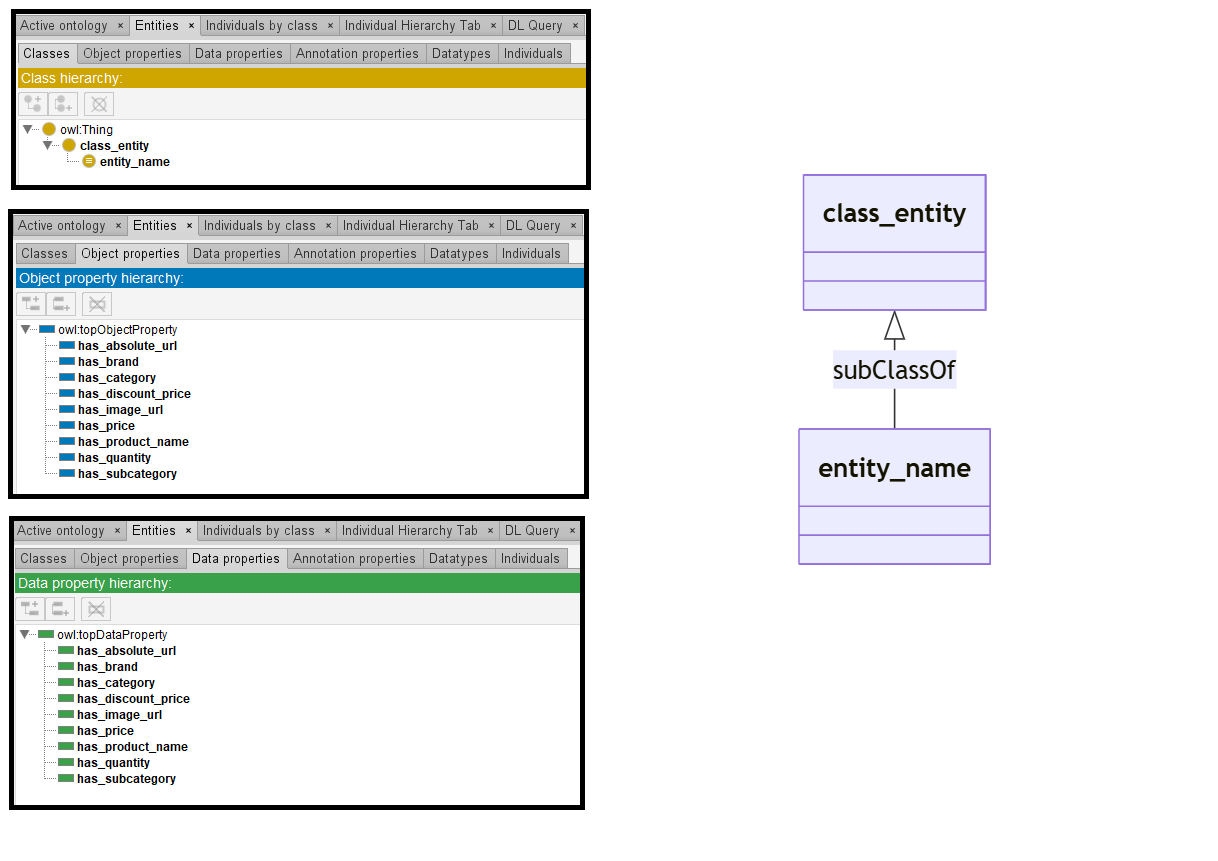 Active ontology × Entities × Individuals by class × Individual Hierarchy Tab × DL Query ×
Classes Object properties Data properties Annotation properties Datatypes Individuals
Class hierarchy:
owl:Thing
class_entity
entity_name
Active ontology × Entities × Individuals by class × Individual Hierarchy Tab × DL Query ×
Classes Object properties Data properties Annotation properties Datatypes Individuals
Object property hierarchy:
owl:topObjectProperty
has_absolute_url
has_brand
has_category
has_discount_price
has_image_url
has_price
has_product_name
has_quantity
has_subcategory
Active ontology × Entities × Individuals by class × Individual Hierarchy Tab × DL Query ×
Classes Object properties Data properties Annotation properties Datatypes Individuals
Data property hierarchy:
owl:topDataProperty
has_absolute_url
has_brand
has_category
has_discount_price
has_image_url
has_price
has_product_name
has_quantity
has_subcategory
class_entity
subClassOf
entity_name